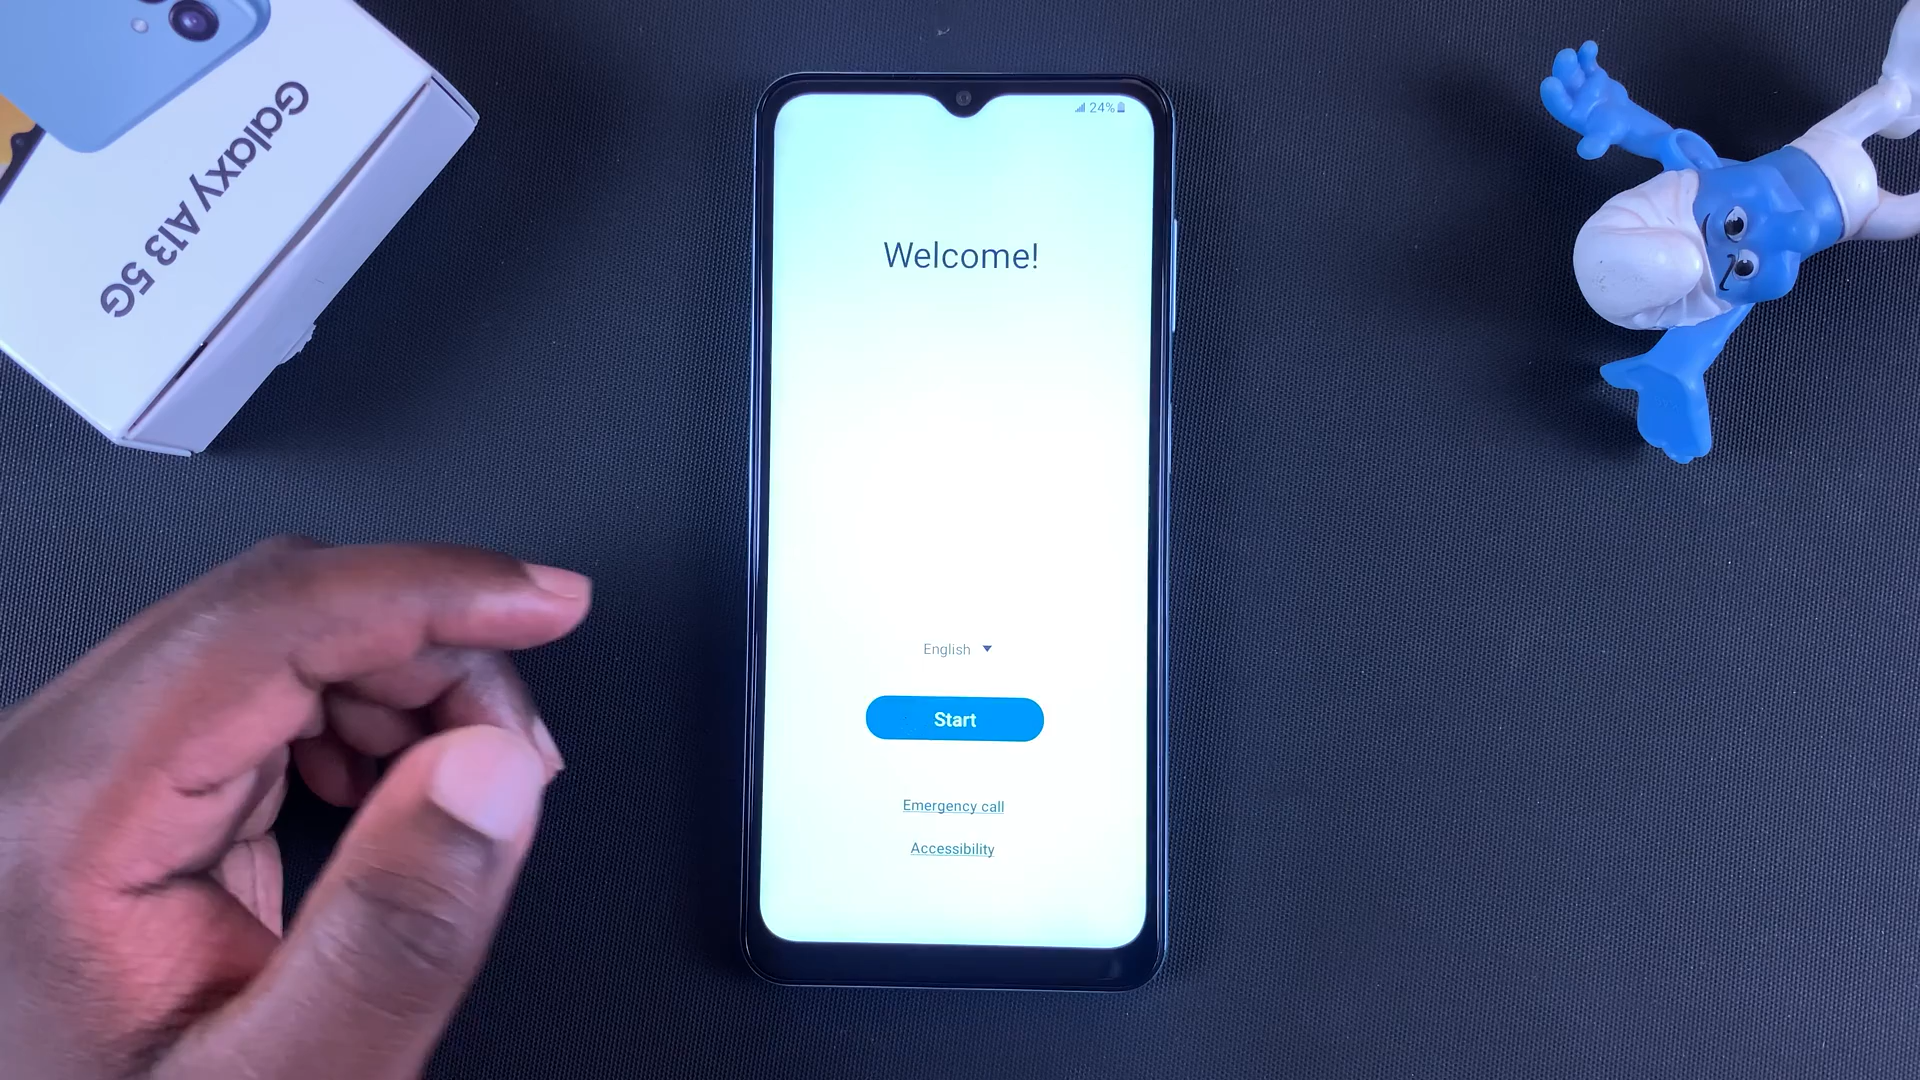 Galaxy A13 5G
24%
Welcome!
English
Start
Emergency call
Accessibility